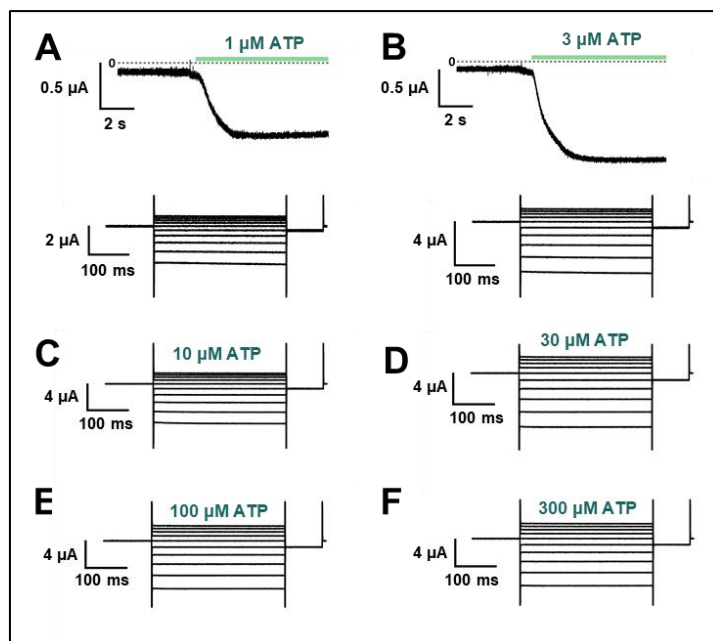 A
1 µM ATP
0
0.5 µA
2 s
2 µA
100 ms
B
3 µM ATP
0
0.5 µA
2 s
4 µA
100 ms
C
10 µM ATP
4 µA
100 ms
D
30 µM ATP
4 µA
100 ms
E
100 µM ATP
4 µA
100 ms
F
300 µM ATP
4 µA
100 ms